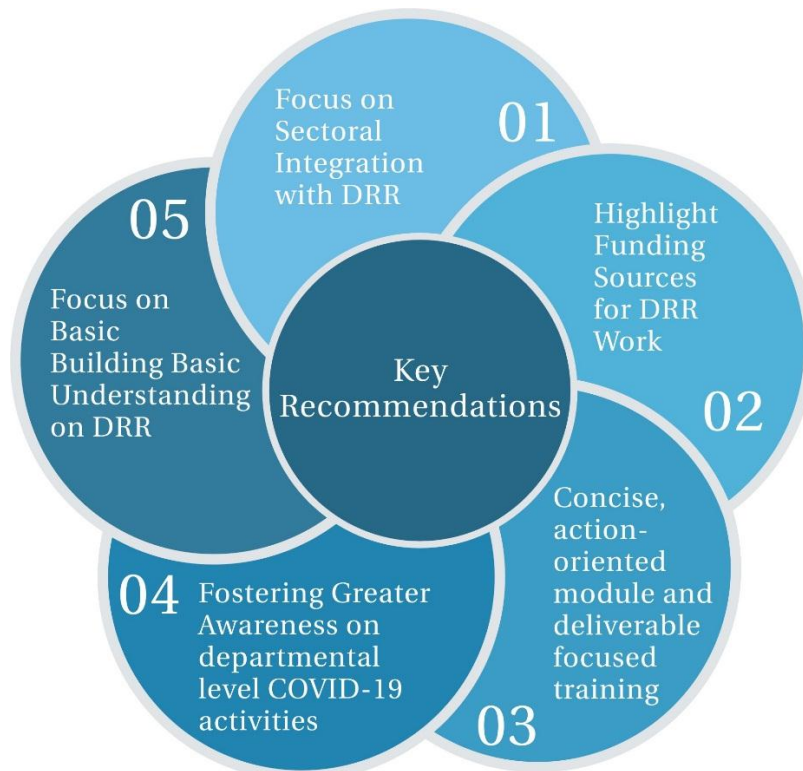 Key
Recommendations
01
Focus on
Sectoral
Integration
with DRR
Highlight
Funding
Sources
for DRR
Work
02
Concise,
action-
oriented
module and
deliverable
focused
training
03
04
Fostering Greater
Awareness on
departmental
level COVID-19
activities
05
Focus on
Basic
Building Basic
Understanding
on DRR